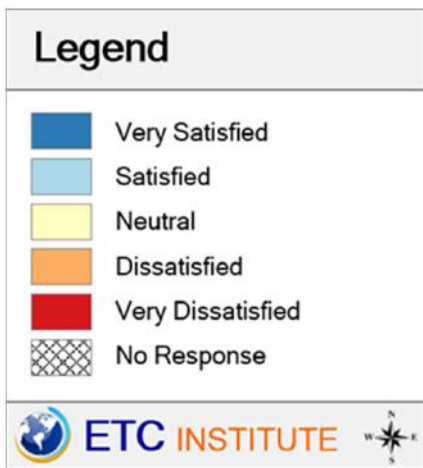 Legend
Very Satisfied
Satisfied
Neutral
Dissatisfied
Very Dissatisfied
No Response
ETC INSTITUTE
N
W E
S